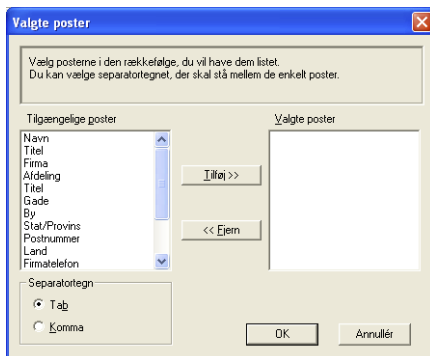 Valgte poster
Vælg posterne i den rækkefølge, du vil have dem listet.
Du kan vælge separatortegnet, der skal stå mellem de enkelt poster.
Tilgængelige poster
Valgte poster
Navn
Titel
Firma
Afdeling
Titel
Gade
By
Stat/Provins
Postnummer
Land
Firmatelefon
Tilføj >>
<< Fjern
Separatortegn
Tab
Komma
OK
Annullér